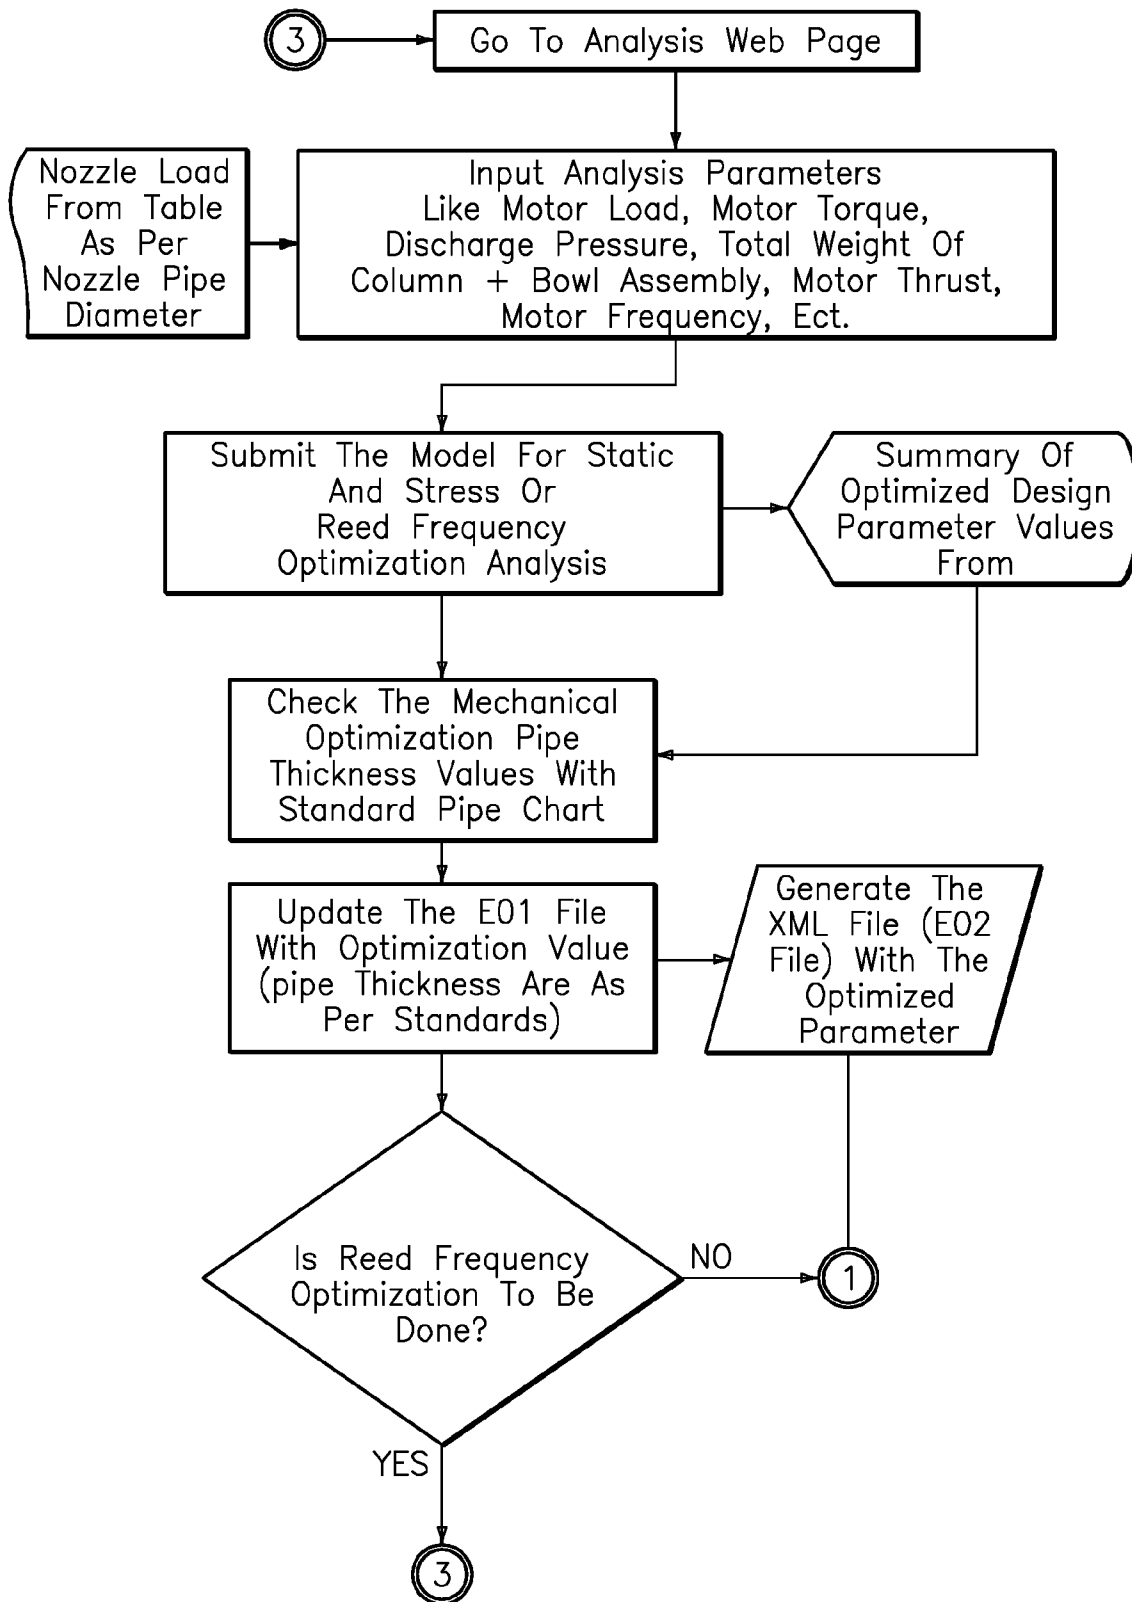 3
Go To Analysis Web Page
Nozzle Load
From Table
As Per
Nozzle Pipe
Diameter
Input Analysis Parameters
Like Motor Load, Motor Torque,
Discharge Pressure, Total Weight Of
Column + Bowl Assembly, Motor Thrust,
Motor Frequency, Ect.
Submit The Model For Static
And Stress Or
Reed Frequency
Optimization Analysis
Summary Of
Optimized Design
Parameter Values
From
Check The Mechanical
Optimization Pipe
Thickness Values With
Standard Pipe Chart
Update The E01 File
With Optimization Value
(pipe Thickness Are As
Per Standards)
Generate The
XML File (E02
File) With The
Optimized
Parameter
Is Reed Frequency
Optimization To Be
Done?
NO
1
YES
3